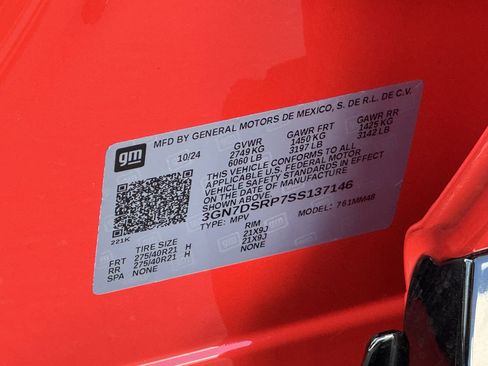 MFD BY GENERAL MOTORS DE MEXICO, S. DE R.L. DE C.V.
gm
10/24 GVWR GAWR FRT GAWR RR
2749 KG 1450 KG 1425 KG
6060 LB 3197 LB 3142 LB
THIS VEHICLE CONFORMS TO ALL
APPLICABLE U.S. FEDERAL MOTOR
VEHICLE SAFETY STANDARDS IN EFFECT
ON THE DATE OF MANUFACTURE
SHOWN ABOVE.
3GN7DSRP7SS137146
TYPE: MPV MODEL: 761MM48
221K
TIRE SIZE RIM
FRT 275/40R21 H 21X9J
RR 275/40R21 H 21X9J
SPA NONE NONE